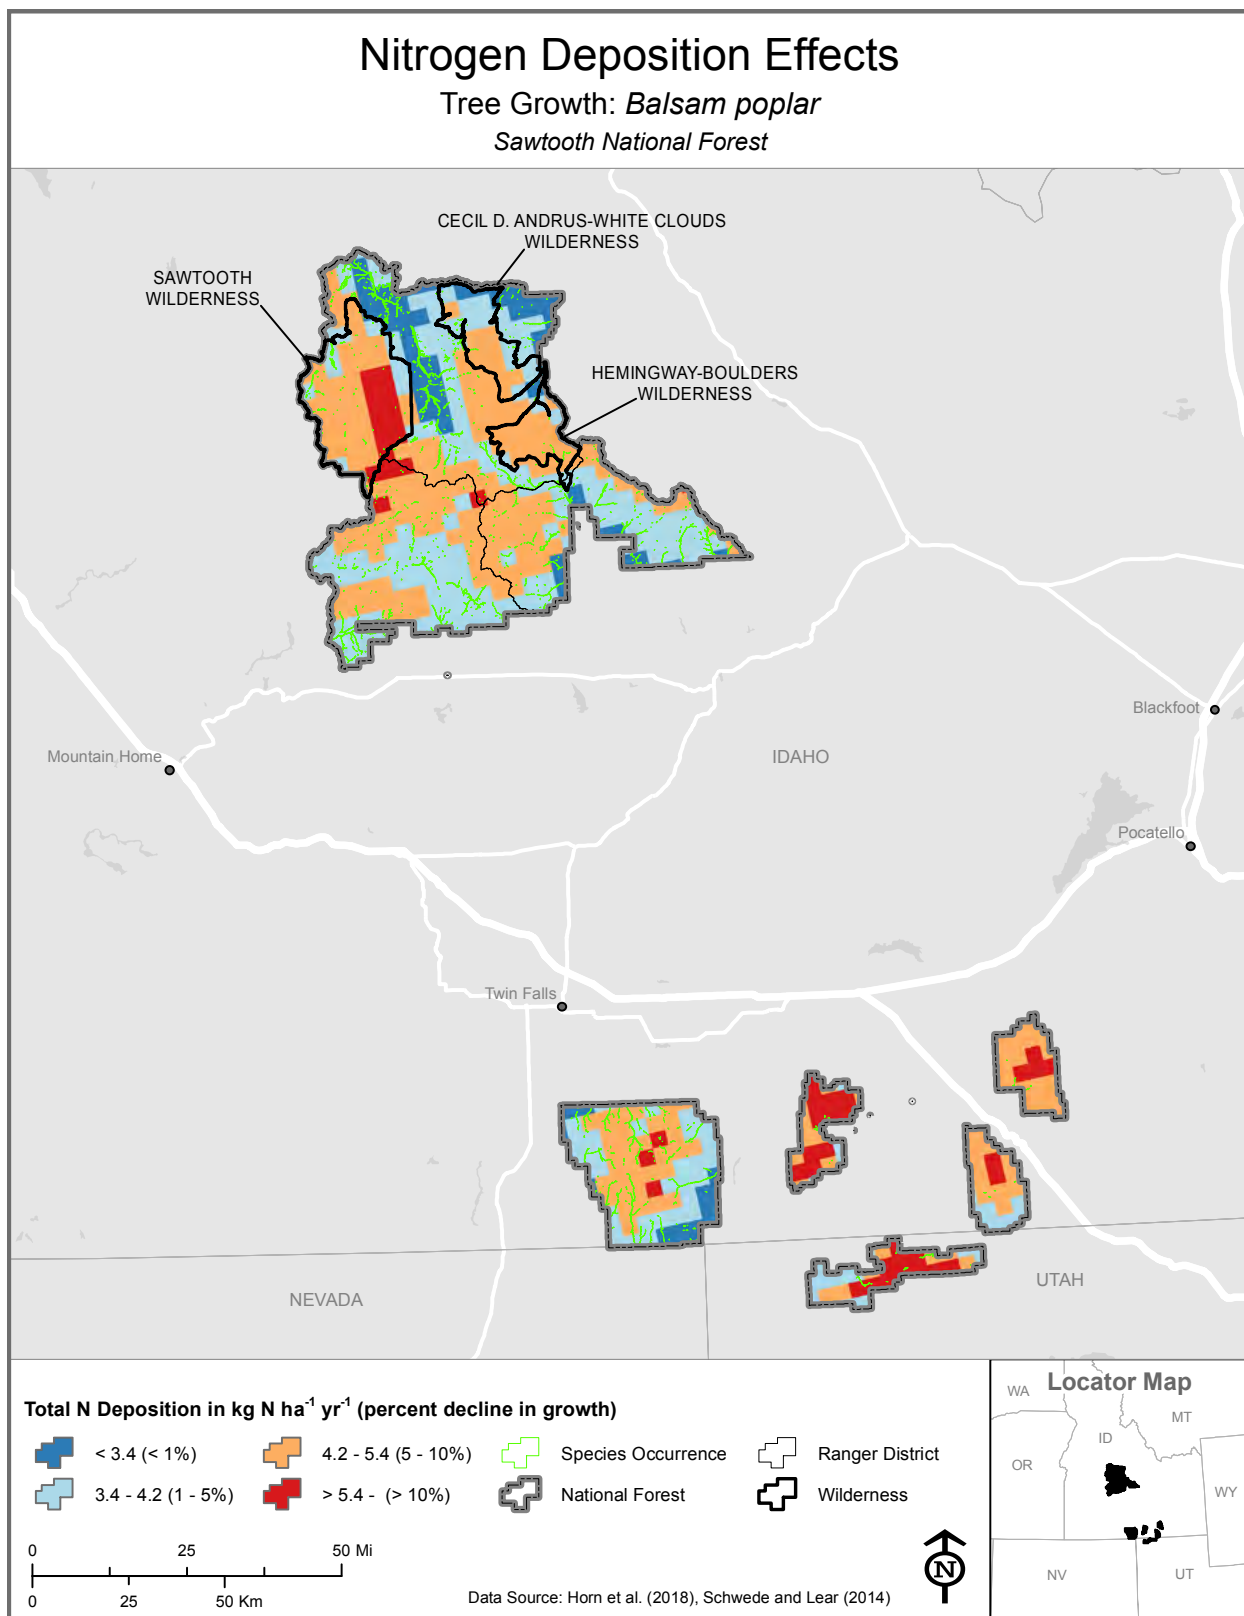 Nitrogen Deposition Effects
Tree Growth: Balsam poplar
Sawtooth National Forest
CECIL D. ANDRUS-WHITE CLOUDS
WILDERNESS
SAWTOOTH
WILDERNESS
HEMINGWAY-BOULDERS
WILDERNESS
Blackfoot
Mountain Home
IDAHO
Pocatello
Twin Falls
NEVADA
UTAH
Total N Deposition in kg N ha⁻¹ yr⁻¹ (percent decline in growth)
< 3.4 (< 1%)
4.2 - 5.4 (5 - 10%)
Species Occurrence
Ranger District
3.4 - 4.2 (1 - 5%)
> 5.4 - (> 10%)
National Forest
Wilderness
0 25 50 Mi
0 25 50 Km
N
Data Source: Horn et al. (2018), Schwede and Lear (2014)
Locator Map
WA
MT
ID
OR
WY
NV
UT